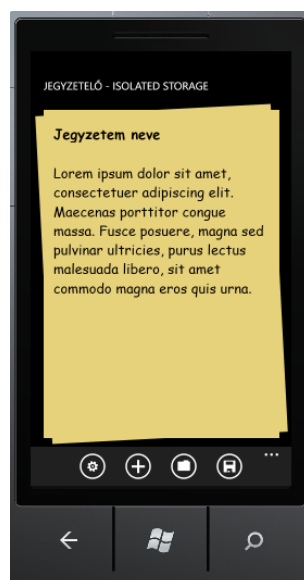 JEGYZETELŐ - ISOLATED STORAGE
Jegyzetem neve
Lorem ipsum dolor sit amet,
consectetuer adipiscing elit.
Maecenas porttitor congue
massa. Fusce posuere, magna sed
pulvinar ultricies, purus lectus
malesuada libero, sit amet
commodo magna eros quis urna.